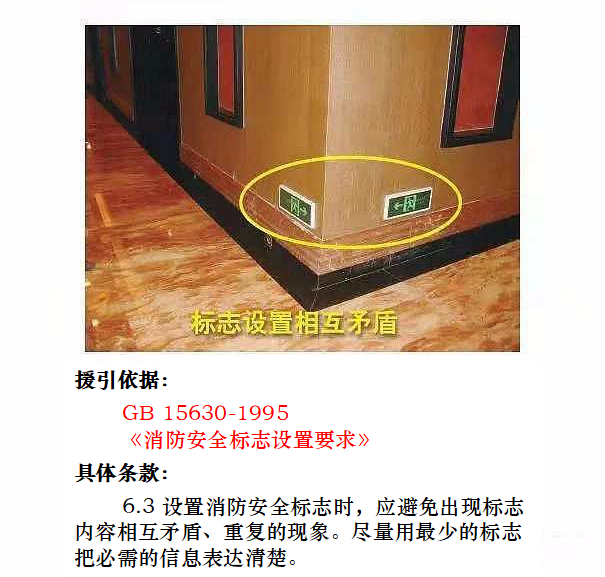 标志设置相互矛盾
援引依据：
GB 15630-1995
《消防安全标志设置要求》
具体条款：
6.3 设置消防安全标志时，应避免出现标志
内容相互矛盾、重复的现象。尽量用最少的标志
把必需的信息表达清楚。